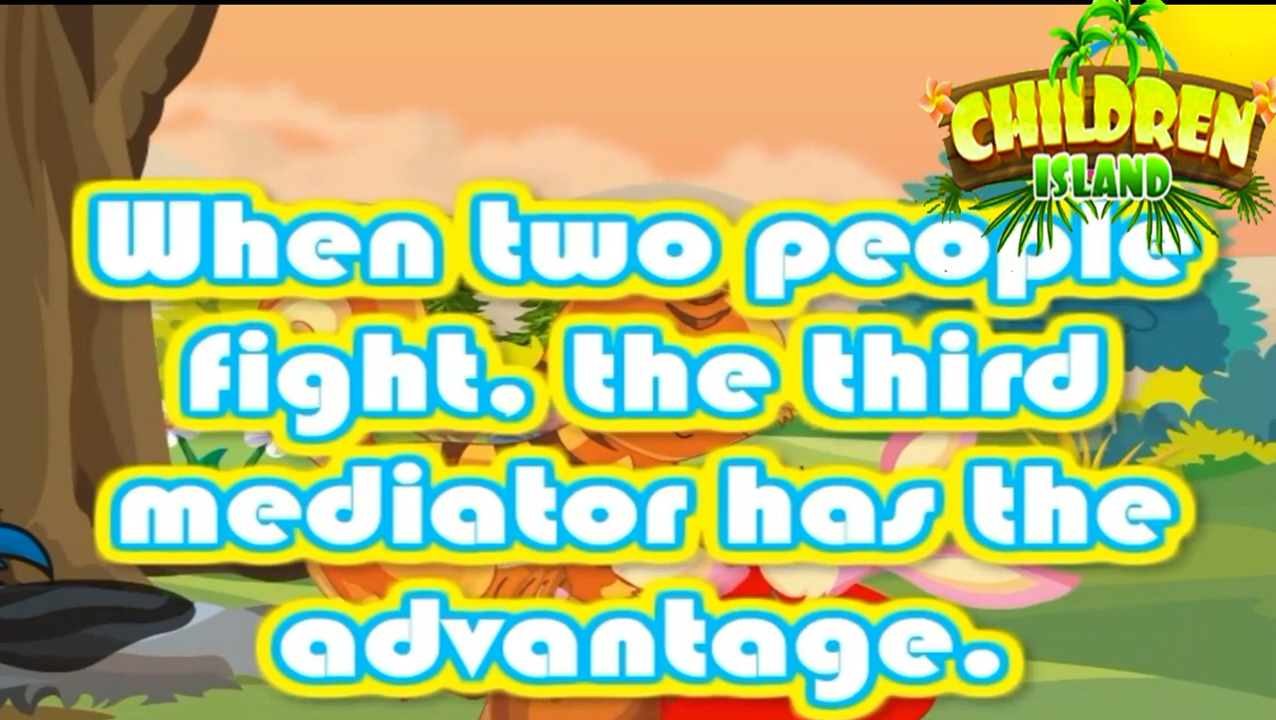 CHILDREN
ISLAND
When two people
fight, the third
mediator has the
advantage.